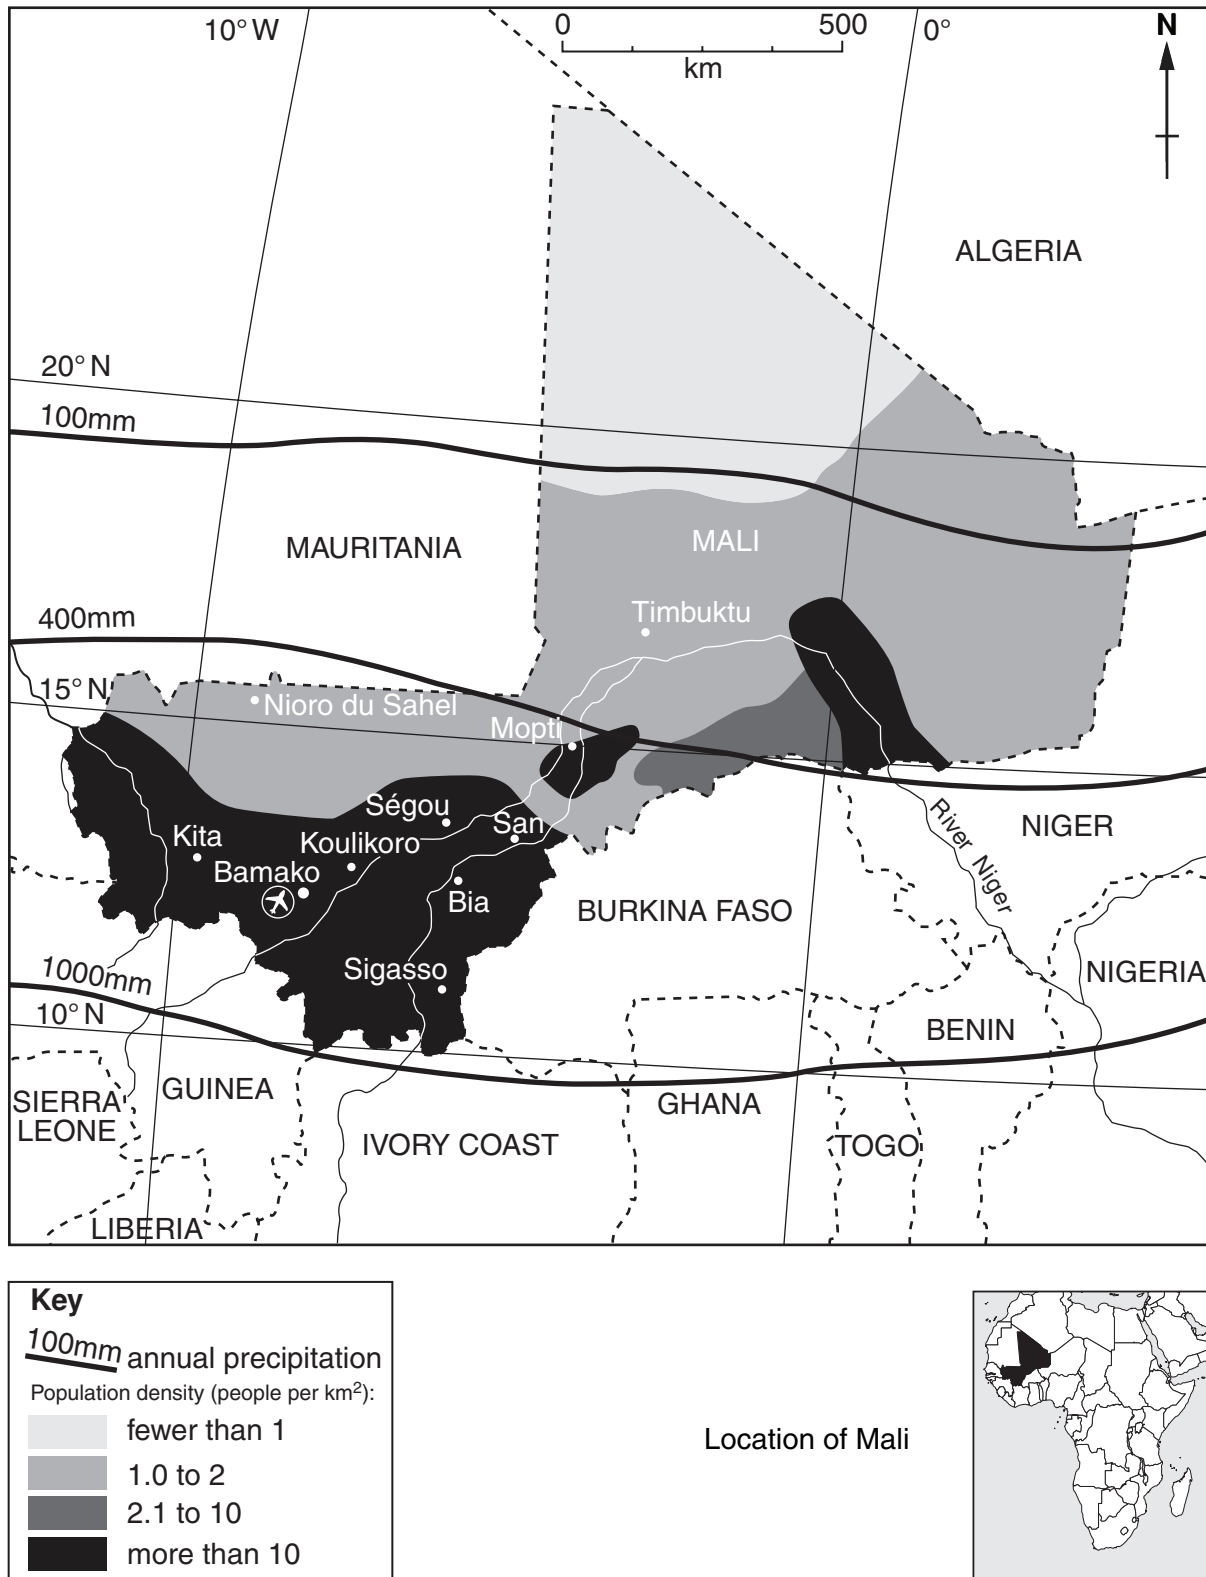 10° W
0
500
0°
N
km
ALGERIA
20° N
100mm
MAURITANIA
MALI
400mm
Timbuktu
15° N
Nioro du Sahel
Mopti
Ségou
San
Kita
Koulikoro
River Niger
NIGER
Bamako
Bia
BURKINA FASO
Sigasso
1000mm
NIGERIA
10° N
BENIN
GUINEA
SIERRA
LEONE
GHANA
IVORY COAST
TOGO
LIBERIA
Key
100mm annual precipitation
Population density (people per km²):
fewer than 1
1.0 to 2
2.1 to 10
more than 10
Location of Mali